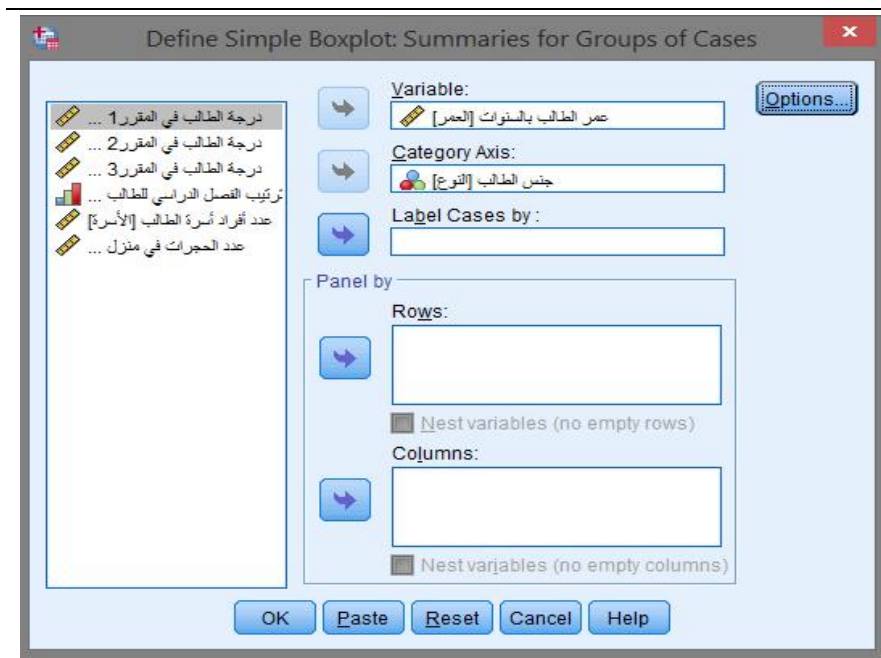 Define Simple Boxplot: Summaries for Groups of Cases
درجة الطالب في المقرر1 ...
درجة الطالب في المقرر2 ...
درجة الطالب في المقرر3 ...
ترتيب الفصل الدراسي للطالب ...
عدد أفراد أسرة الطالب [الأسرة]
عدد الحجرات في منزل ...
Variable:
عمر الطالب بالسنوات [العمر]
Category Axis:
جنس الطالب [النوع]
Label Cases by :
Options...
Panel by
Rows:
Nest variables (no empty rows)
Columns:
Nest variables (no empty columns)
OK Paste Reset Cancel Help